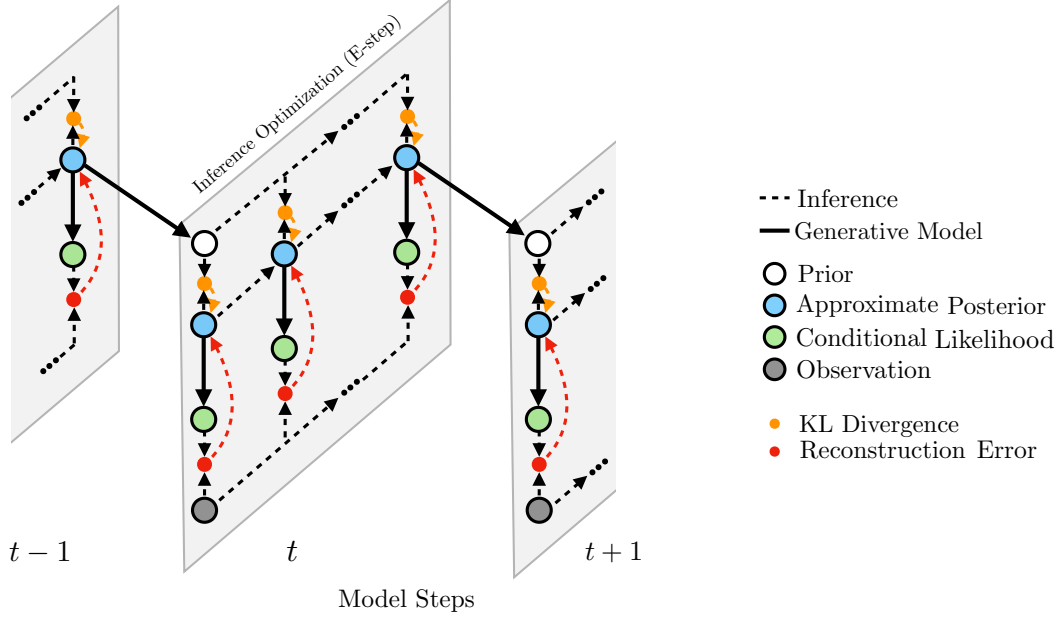 Inference Optimization (E-step)
Inference
Generative Model
Prior
Approximate Posterior
Conditional Likelihood
Observation
KL Divergence
Reconstruction Error
t − 1
t
t + 1
Model Steps